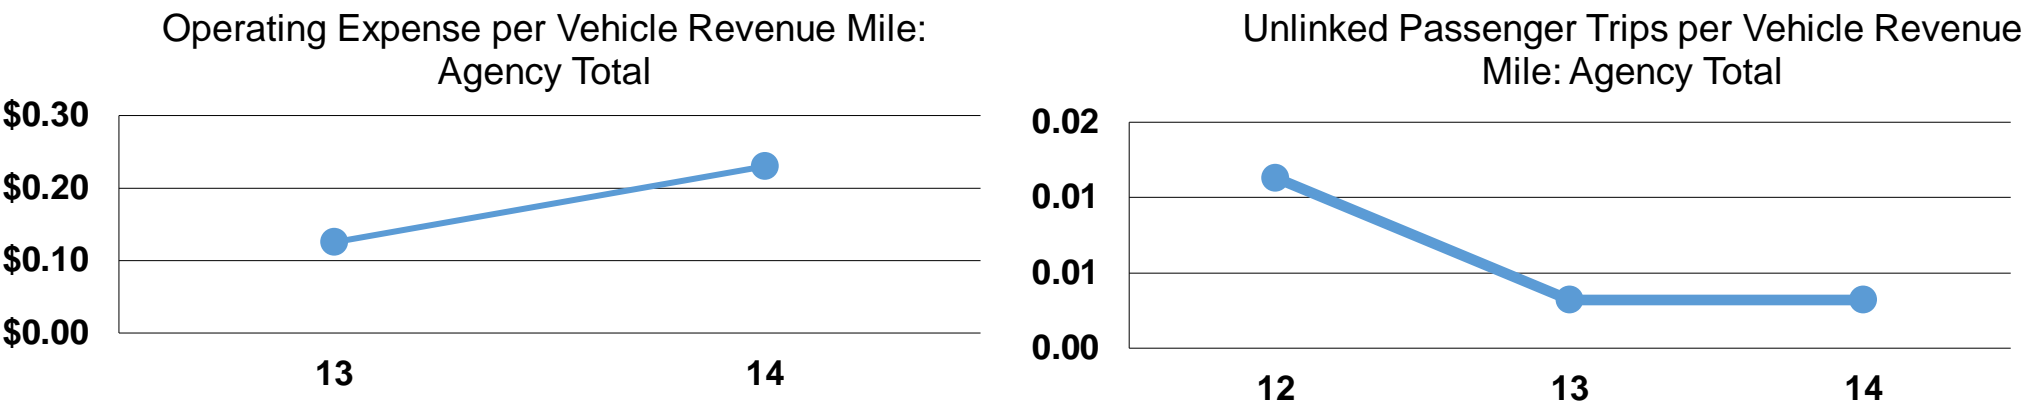 Operating Expense per Vehicle Revenue Mile:
Agency Total
$0.30
$0.20
$0.10
$0.00
13 14
Unlinked Passenger Trips per Vehicle Revenue
Mile: Agency Total
0.02
0.01
0.01
0.00
12 13 14